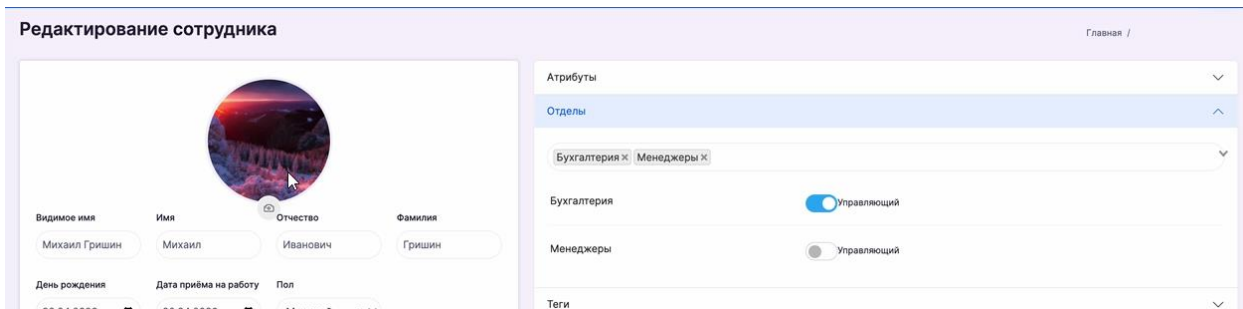 Редактирование сотрудника
Главная /
Видимое имя Имя Отчество Фамилия
Михаил Гришин Михаил Иванович Гришин
День рождения Дата приёма на работу Пол
Атрибуты
Отделы
Бухгалтерия × Менеджеры ×
Бухгалтерия Управляющий
Менеджеры Управляющий
Теги